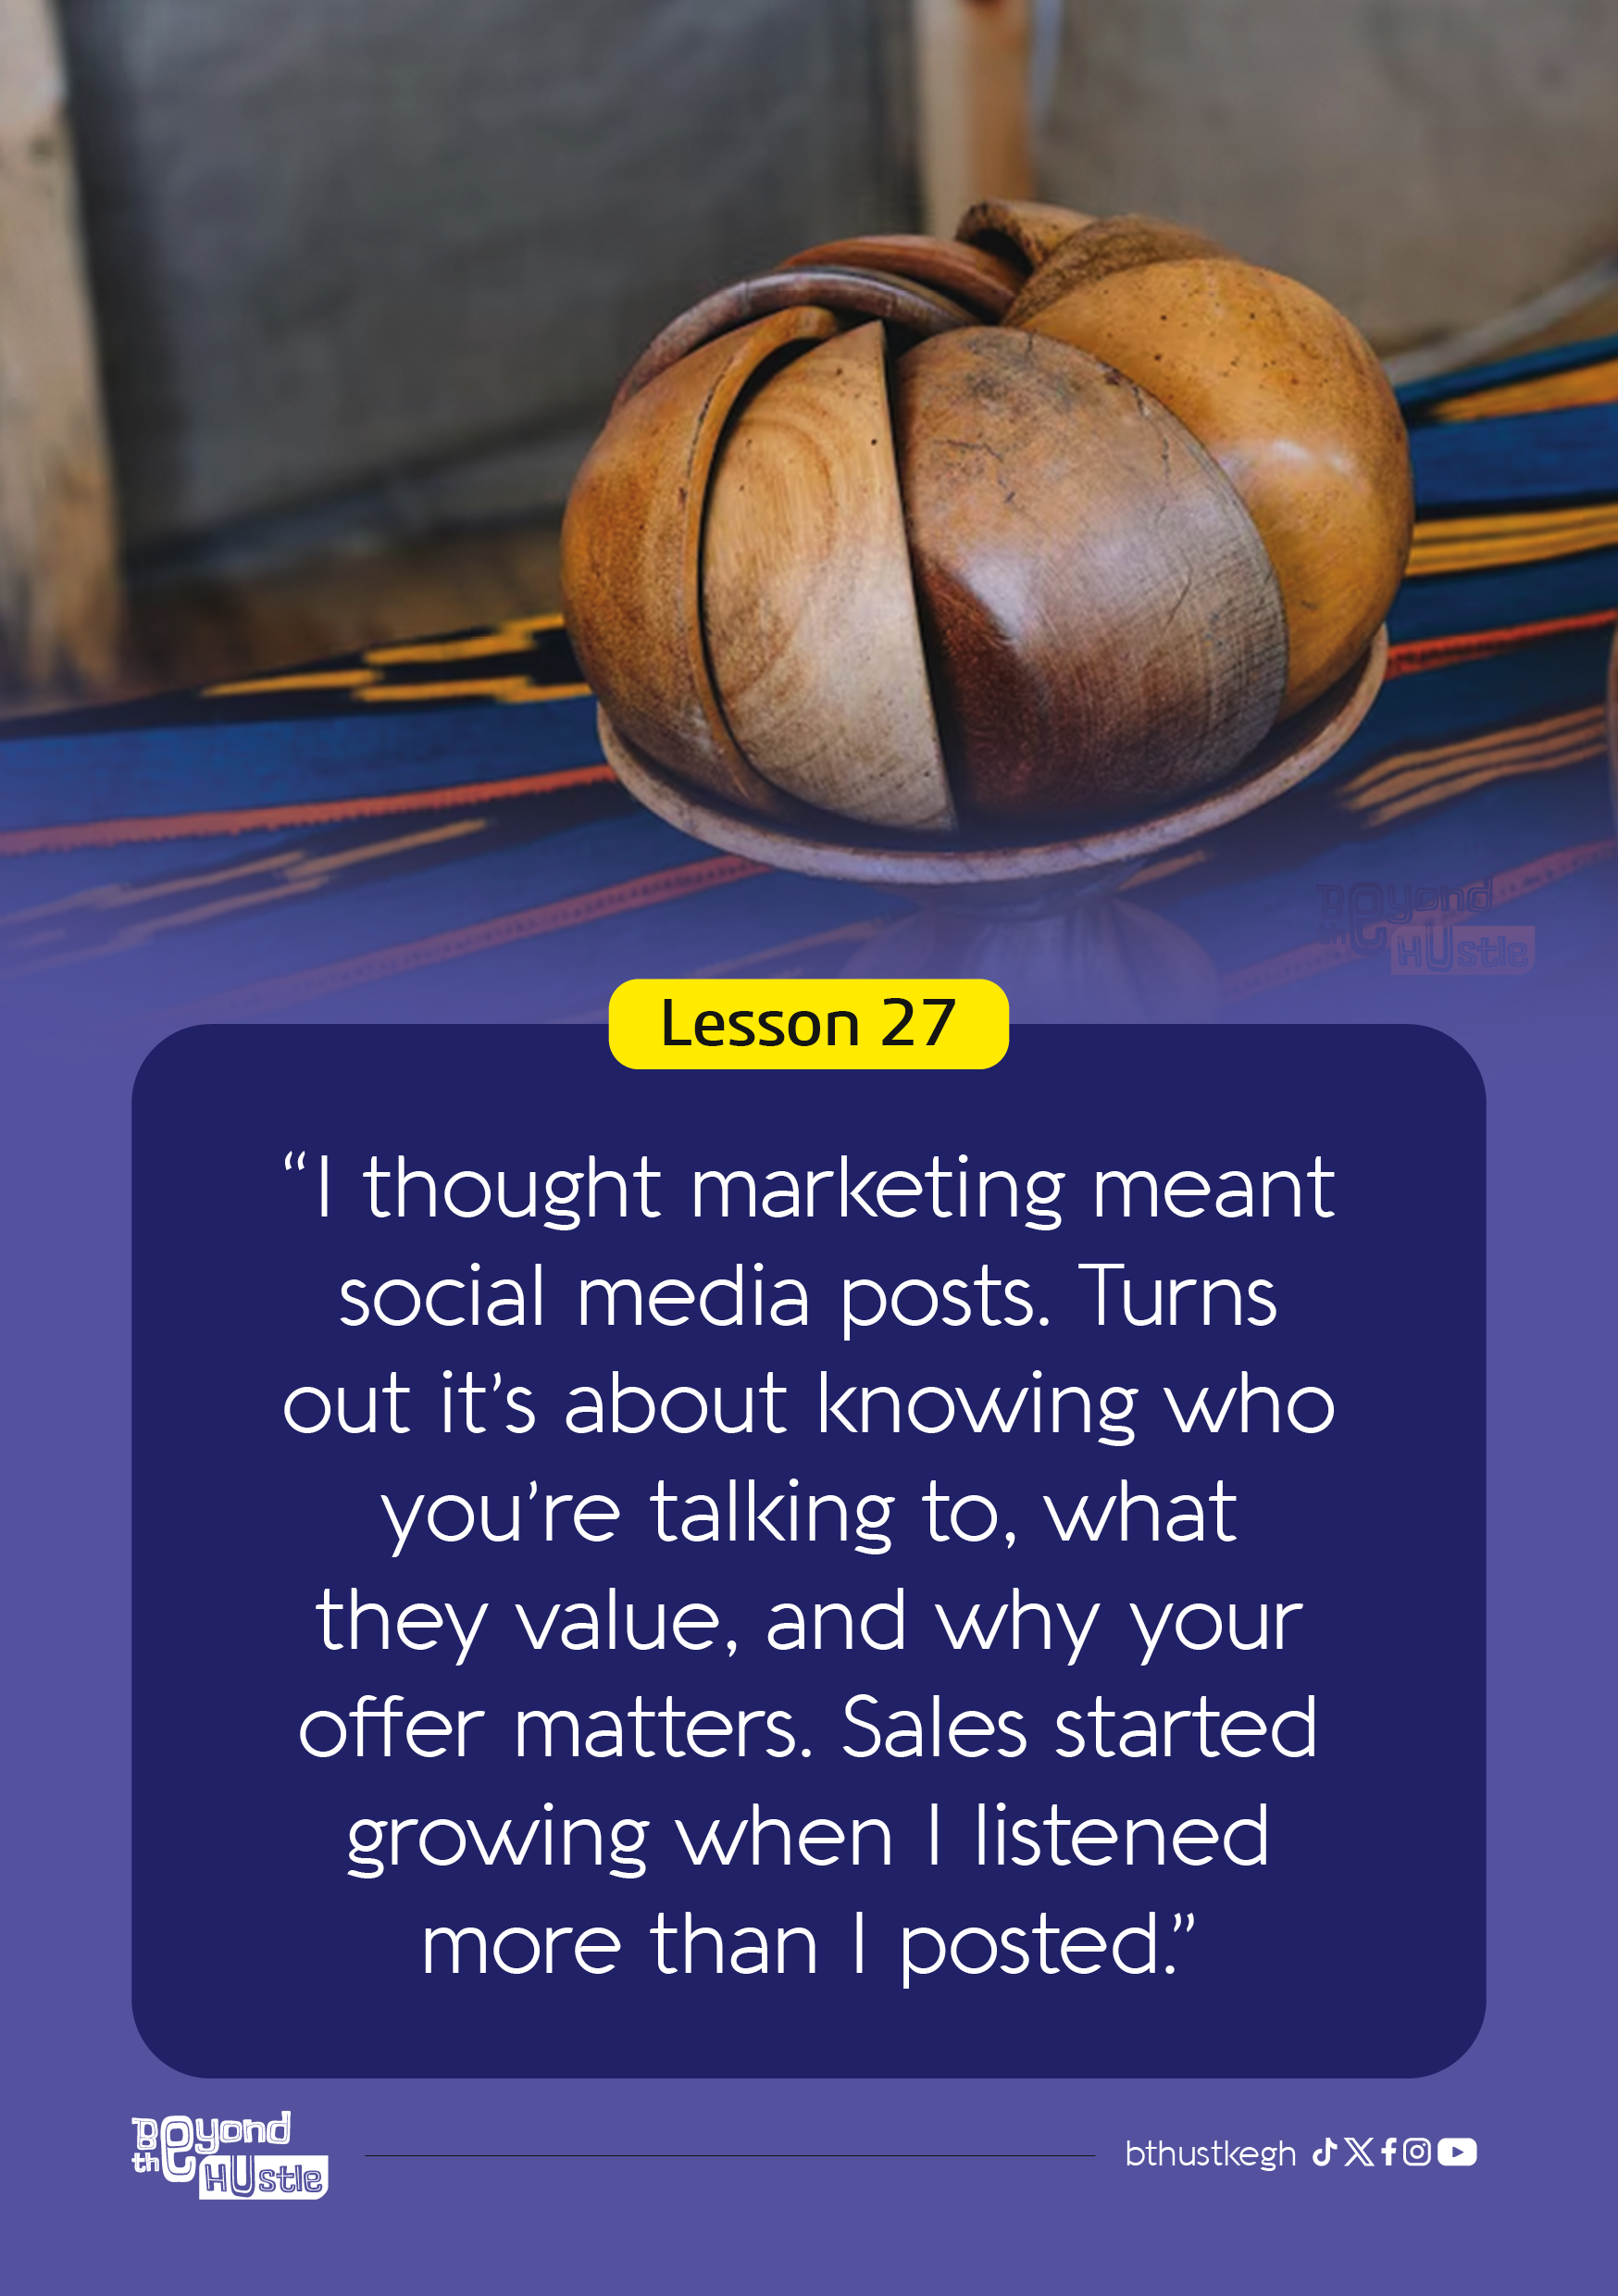 Beyond
the Hustle
Lesson 27
“I thought marketing meant
social media posts. Turns
out it’s about knowing who
you’re talking to, what
they value, and why your
offer matters. Sales started
growing when I listened
more than I posted.”
Beyond
the HUstle
bthustkegh